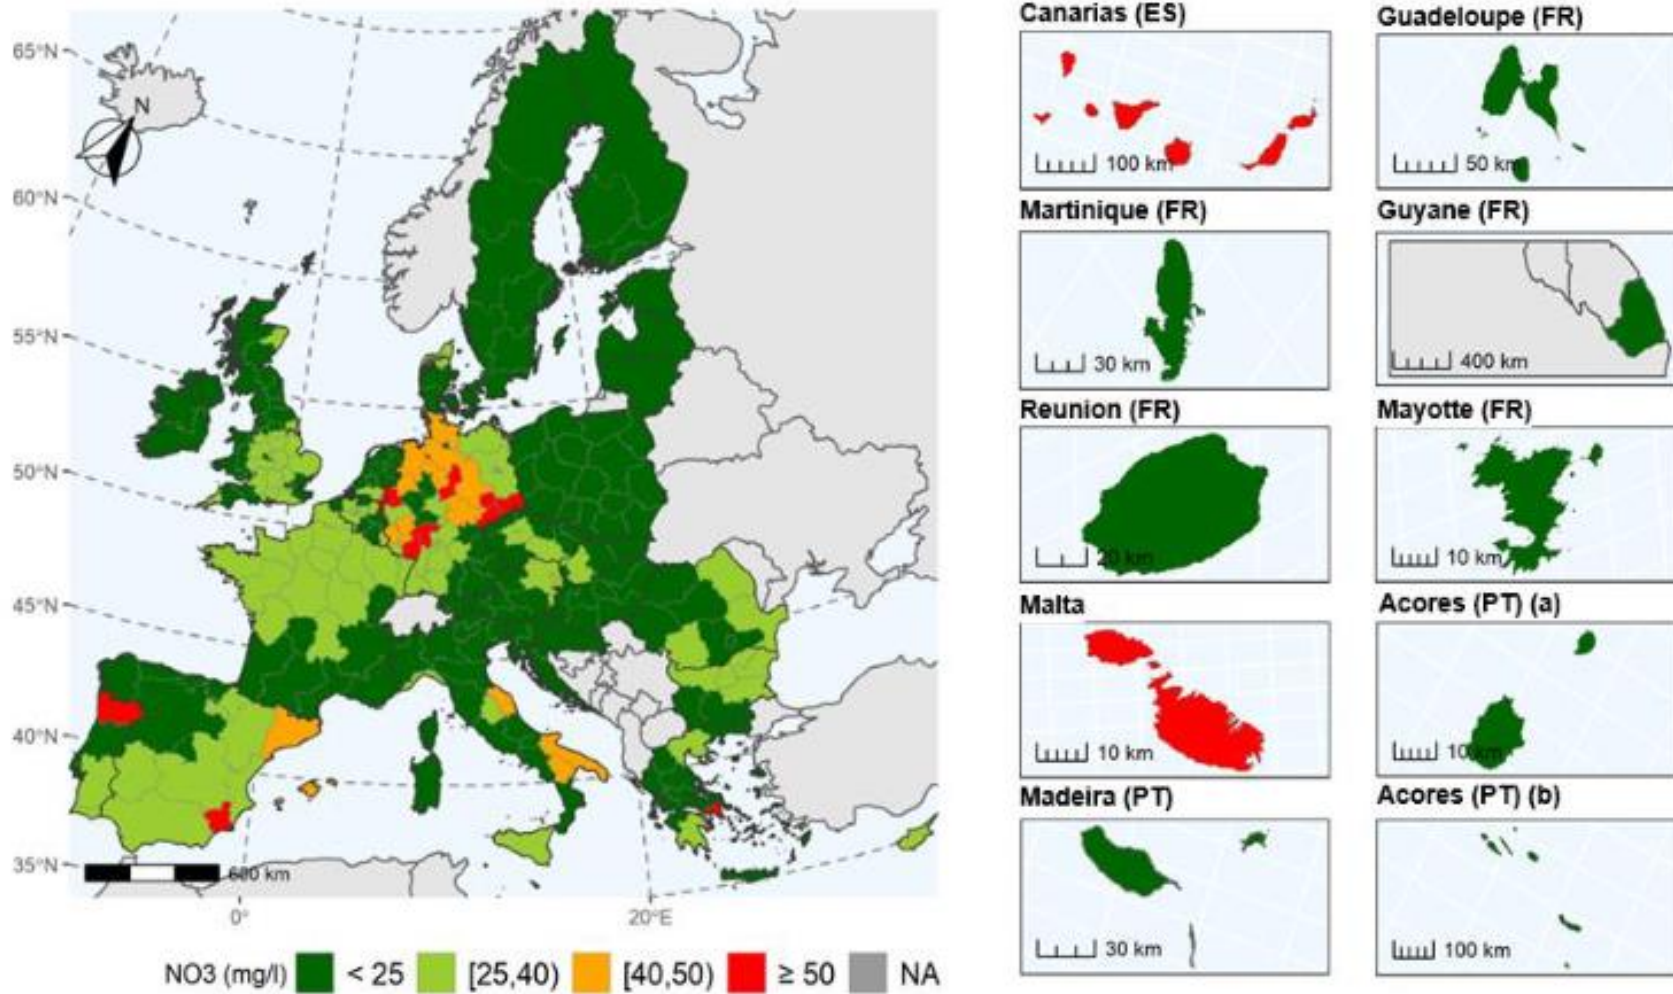 65°N
60°N
55°N
50°N
45°N
40°N
35°N
N
600 km
0°
20°E
NO3 (mg/l) < 25 [25,40) [40,50) ≥ 50 NA
Canarias (ES)
100 km
Guadeloupe (FR)
50 km
Martinique (FR)
30 km
Guyane (FR)
400 km
Reunion (FR)
20 km
Mayotte (FR)
10 km
Malta
10 km
Acores (PT) (a)
10 km
Madeira (PT)
30 km
Acores (PT) (b)
100 km